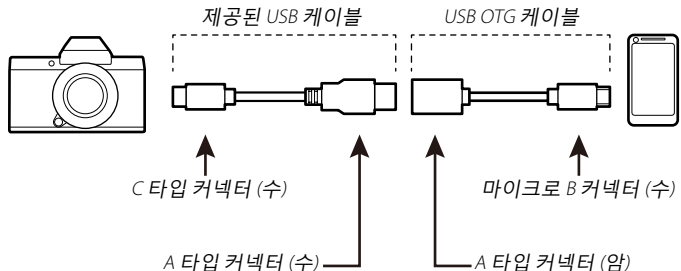 제공된 USB 케이블
USB OTG 케이블
C 타입 커넥터 (수)
마이크로 B 커넥터 (수)
A 타입 커넥터 (수)
A 타입 커넥터 (암)